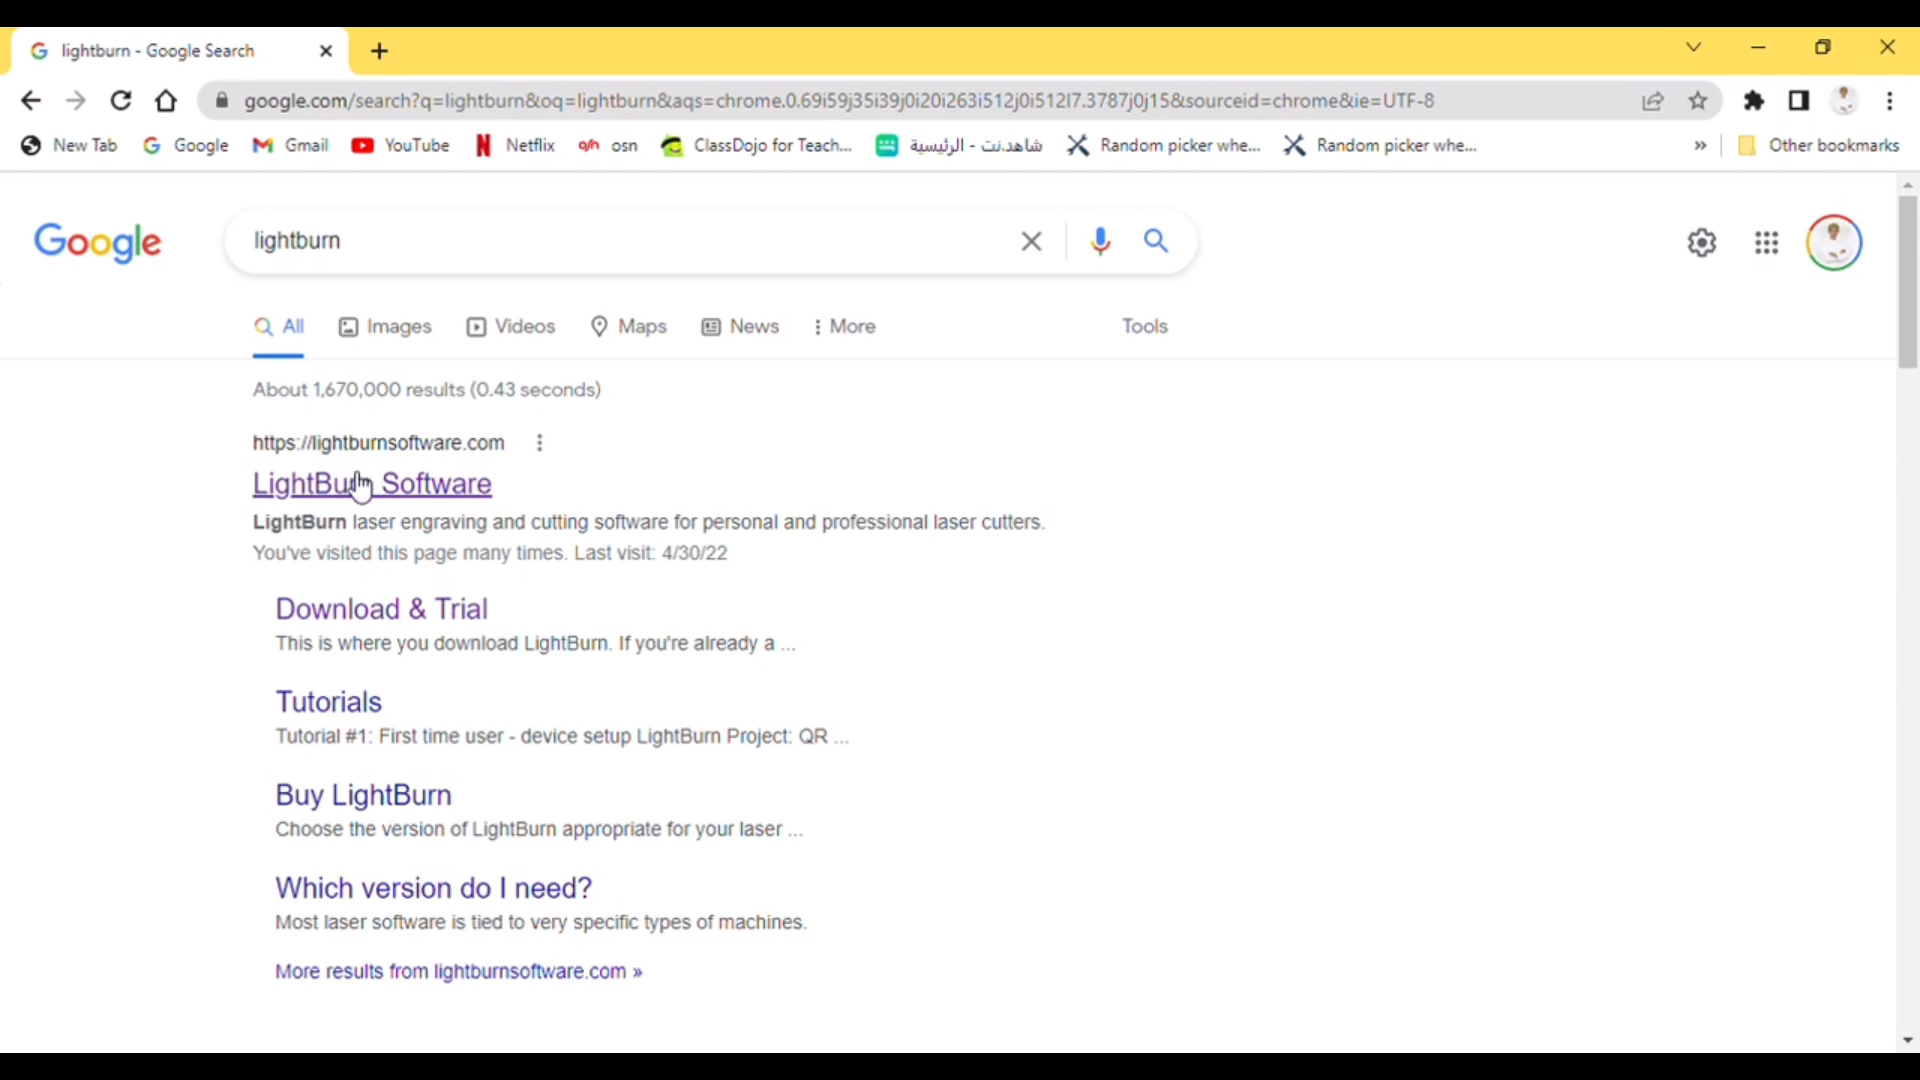 lightburn - Google Search
google.com/search?q=lightburn&oq=lightburn&aqs=chrome.0.69i59j35i39j0i20i263i512j0i512l7.3787j0j15&sourceid=chrome&ie=UTF-8
New Tab Google Gmail YouTube Netflix osn osn ClassDojo for Teach... شاهد.نت - الرئيسية Random picker whe... Random picker whe... » Other bookmarks
Google lightburn
All Images Videos Maps News More Tools
About 1,670,000 results (0.43 seconds)
https://lightburnsoftware.com
LightBurn Software
LightBurn laser engraving and cutting software for personal and professional laser cutters.
You've visited this page many times. Last visit: 4/30/22
Download & Trial
This is where you download LightBurn. If you're already a ...
Tutorials
Tutorial #1: First time user - device setup LightBurn Project: QR ...
Buy LightBurn
Choose the version of LightBurn appropriate for your laser ...
Which version do I need?
Most laser software is tied to very specific types of machines.
More results from lightburnsoftware.com »